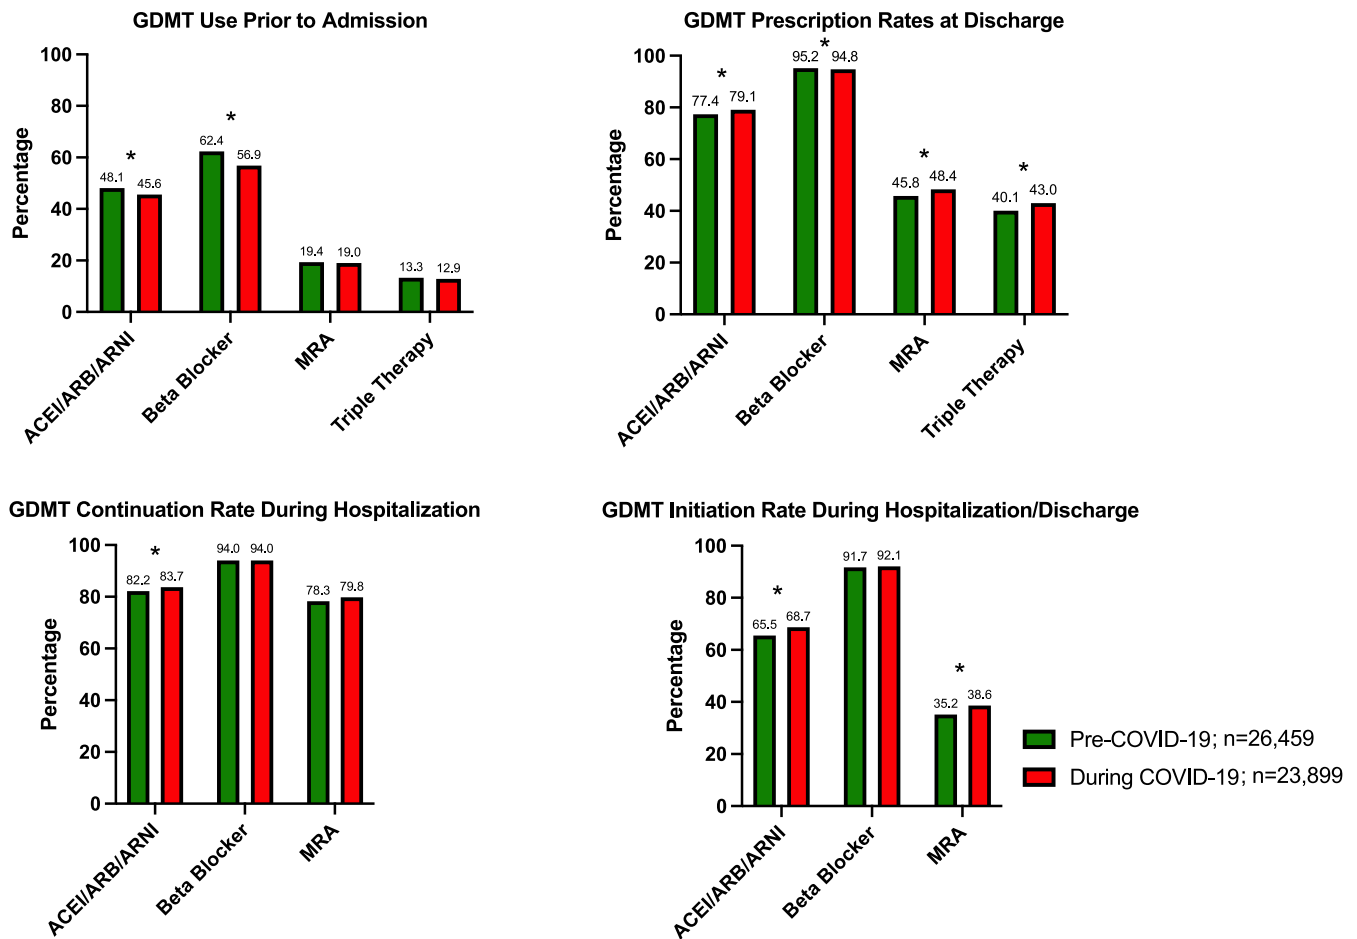 GDMT Use Prior to Admission
Percentage
100
80
60
40
20
0
*
*
48.1
45.6
62.4
56.9
19.4
19.0
13.3
12.9
ACEI/ARB/ARNI
Beta Blocker
MRA
Triple Therapy
GDMT Prescription Rates at Discharge
Percentage
100
80
60
40
20
0
*
*
*
*
77.4
79.1
95.2
94.8
45.8
48.4
40.1
43.0
ACEI/ARB/ARNI
Beta Blocker
MRA
Triple Therapy
GDMT Continuation Rate During Hospitalization
Percentage
100
80
60
40
20
0
*
82.2
83.7
94.0
94.0
78.3
79.8
ACEI/ARB/ARNI
Beta Blocker
MRA
GDMT Initiation Rate During Hospitalization/Discharge
Percentage
100
80
60
40
20
0
*
*
65.5
68.7
91.7
92.1
35.2
38.6
ACEI/ARB/ARNI
Beta Blocker
MRA
Pre-COVID-19; n=26,459
During COVID-19; n=23,899